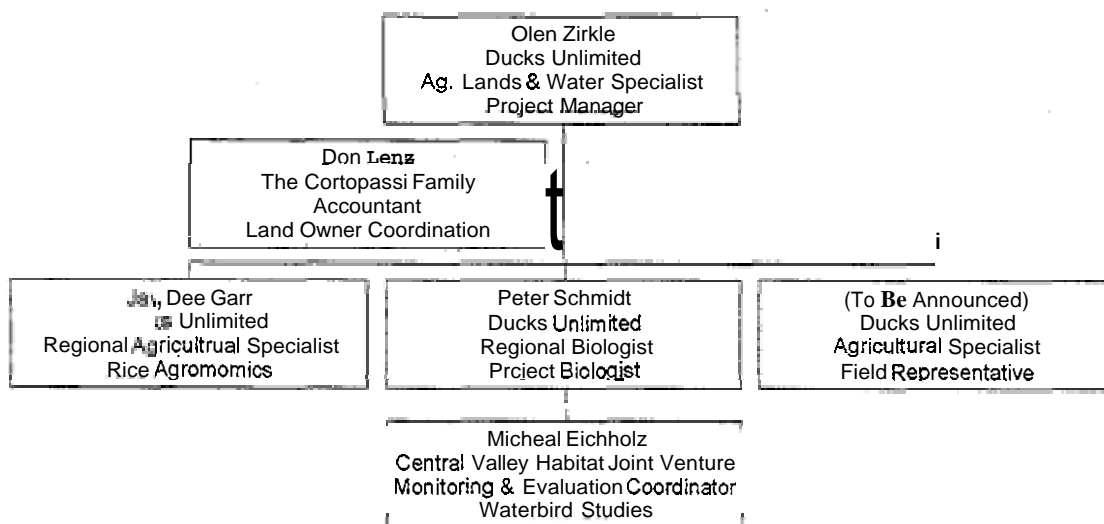 Olen Zirkle
Ducks Unlimited
Ag. Lands & Water Specialist
Project Manager
Don Lenz
The Cortopassi Family
Accountant
Land Owner Coordination
Dee Garr
Unlimited
Regional Agricultrual Specialist
Rice Agromomics
Peter Schmidt
Ducks Unlimited
Regional Biologist
Project Biologist
(To Be Announced)
Ducks Unlimited
Agricultural Specialist
Field Representative
Micheal Eichholz
Central Valley Habitat Joint Venture
Monitoring & Evaluation Coordinator
Waterbird Studies